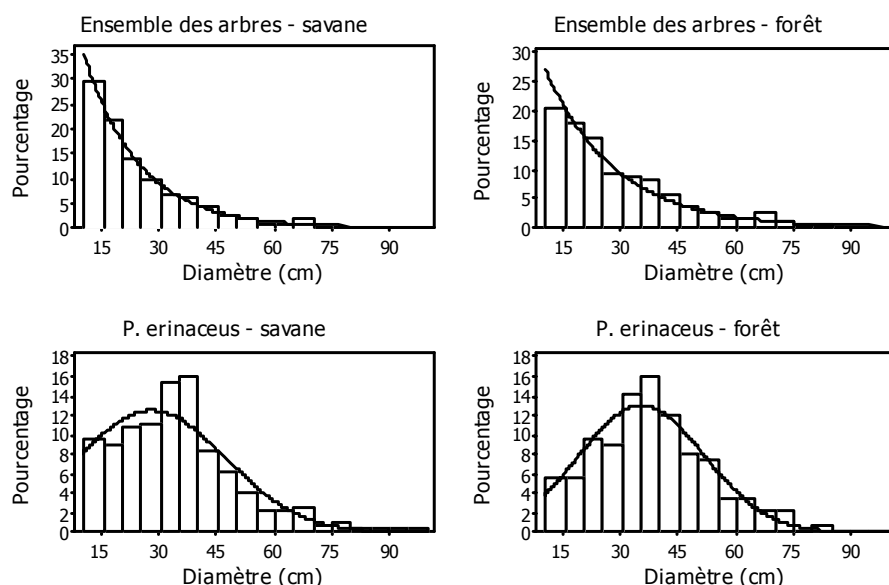 Ensemble des arbres - savane
Pourcentage
35
30
25
20
15
10
5
0
15 30 45 60 75 90
Diamètre (cm)
Ensemble des arbres - forêt
Pourcentage
30
25
20
15
10
5
0
15 30 45 60 75 90
Diamètre (cm)
P. erinaceus - savane
Pourcentage
18
16
14
12
10
8
6
4
2
0
15 30 45 60 75 90
Diamètre (cm)
P. erinaceus - forêt
Pourcentage
18
16
14
12
10
8
6
4
2
0
15 30 45 60 75 90
Diamètre (cm)